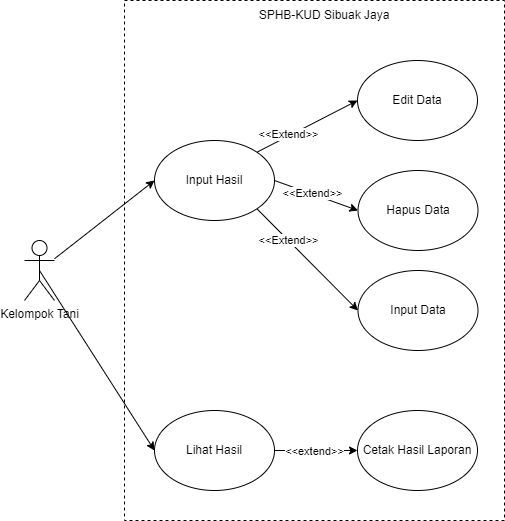 SPHB-KUD Sibuak Jaya
Edit Data
<<Extend>>
Input Hasil
<<Extend>>
Hapus Data
<<Extend>>
Input Data
Kelompok Tani
Lihat Hasil
<<extend>>
Cetak Hasil Laporan